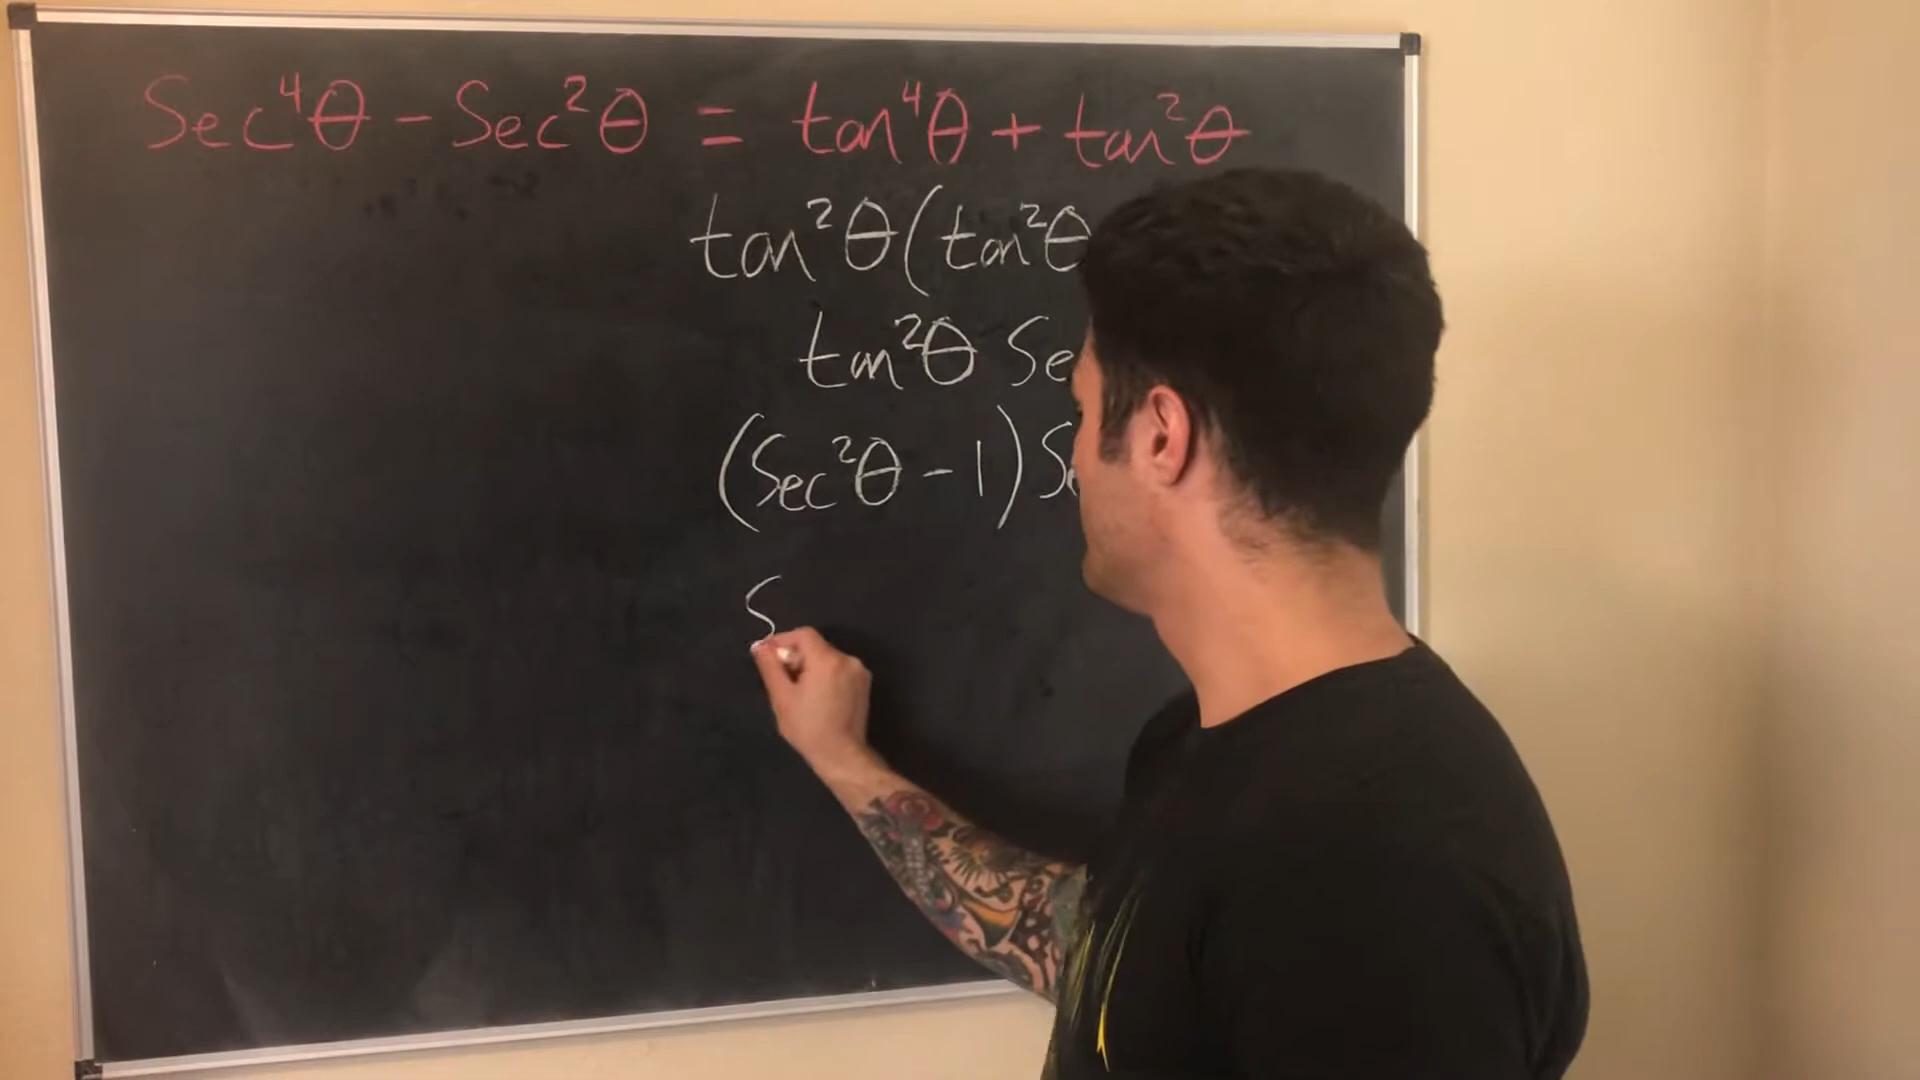 Sec⁴θ - Sec²θ = tan⁴θ + tan²θ
tan²θ(tan²θ
tan²θ Se
(Sec²θ - 1) Se
S